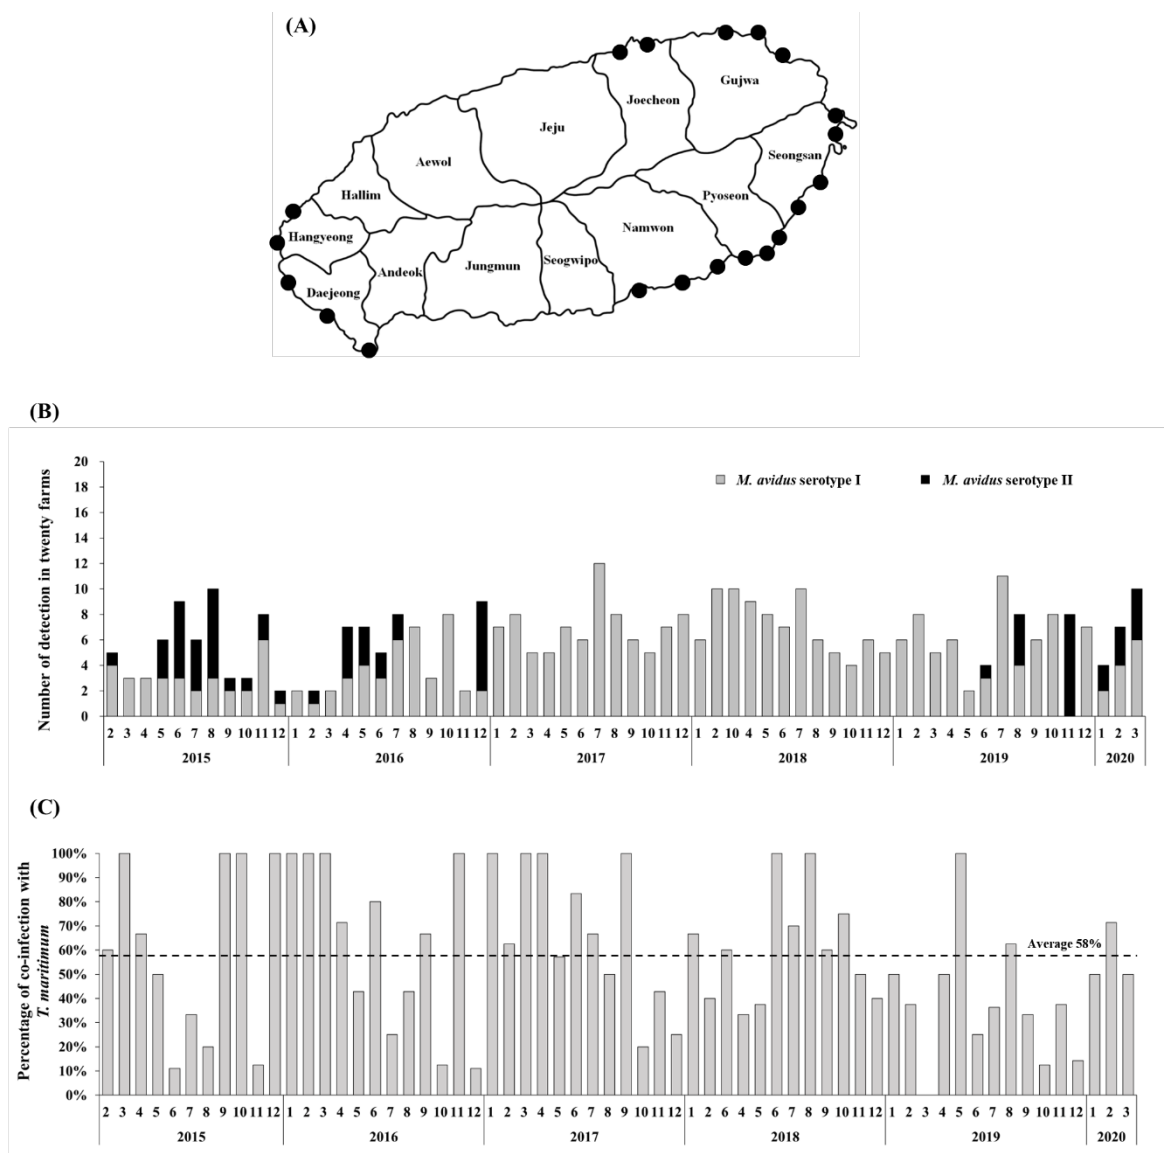 (A)
Gujwa
Joecheon
Jeju
Seongsan
Aewol
Hallim
Pyoseon
Namwon
Hangyeong
Seogwipo
Jungmun
Andeok
Daejeong
(B)
Number of detection in twenty farms
20
18
16
14
12
10
8
6
4
2
0
M. avidus serotype I M. avidus serotype II
2 3 4 5 6 7 8 9 10 11 12 1 2 3 4 5 6 7 8 9 10 11 12 1 2 3 4 5 6 7 8 9 10 11 12 1 2 10 4 5 6 7 8 9 10 11 12 1 2 3 4 5 6 7 8 9 10 11 12 1 2 3
2015 2016 2017 2018 2019 2020
(C)
Percentage of co-infection with
T. maritimum
100%
90%
80%
70%
60%
50%
40%
30%
20%
10%
0%
Average 58%
2 3 4 5 6 7 8 9 10 11 12 1 2 3 4 5 6 7 8 9 10 11 12 1 2 3 4 5 6 7 8 9 10 11 12 1 2 3 4 5 6 7 8 9 10 11 12 1 2 3 4 5 6 7 8 9 10 11 12 1 2 3
2015 2016 2017 2018 2019 2020